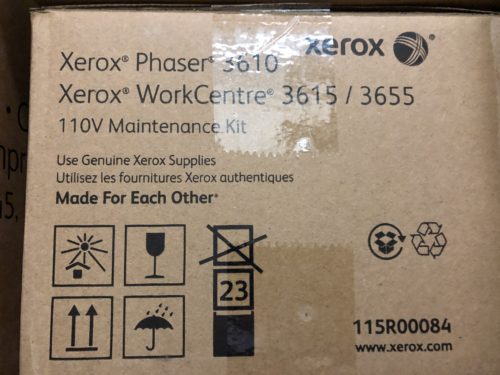 xerox
Xerox® Phaser® 3610
Xerox® WorkCentre® 3615 / 3655
110V Maintenance Kit
Use Genuine Xerox Supplies
Utilisez les fournitures Xerox authentiques
Made For Each Other®
23
115R00084
www.xerox.com